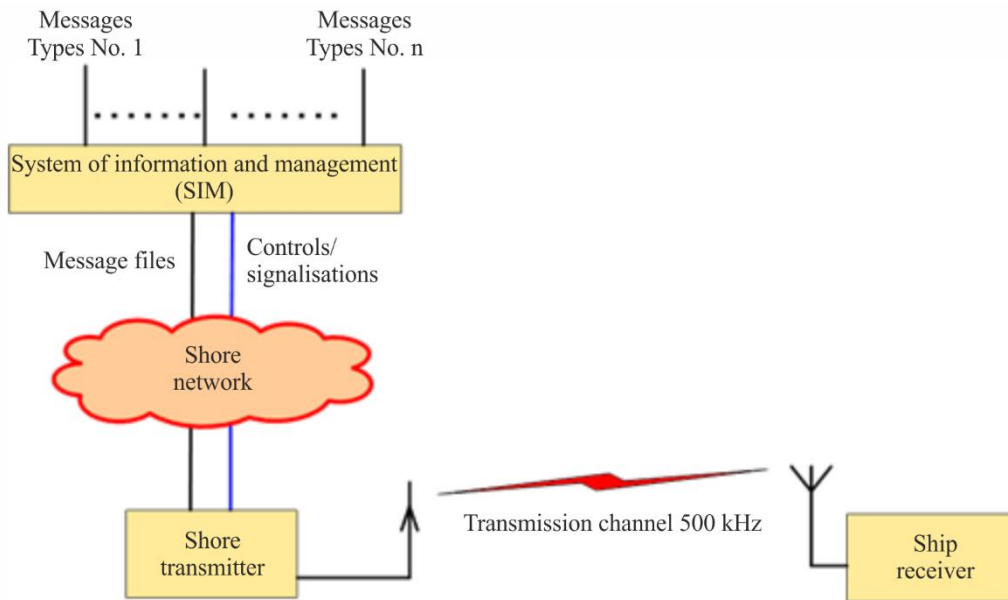 Messages
Types No. 1
Messages
Types No. n
System of information and management
(SIM)
Message files
Controls/
signalisations
Shore
network
Shore
transmitter
Transmission channel 500 kHz
Ship
receiver